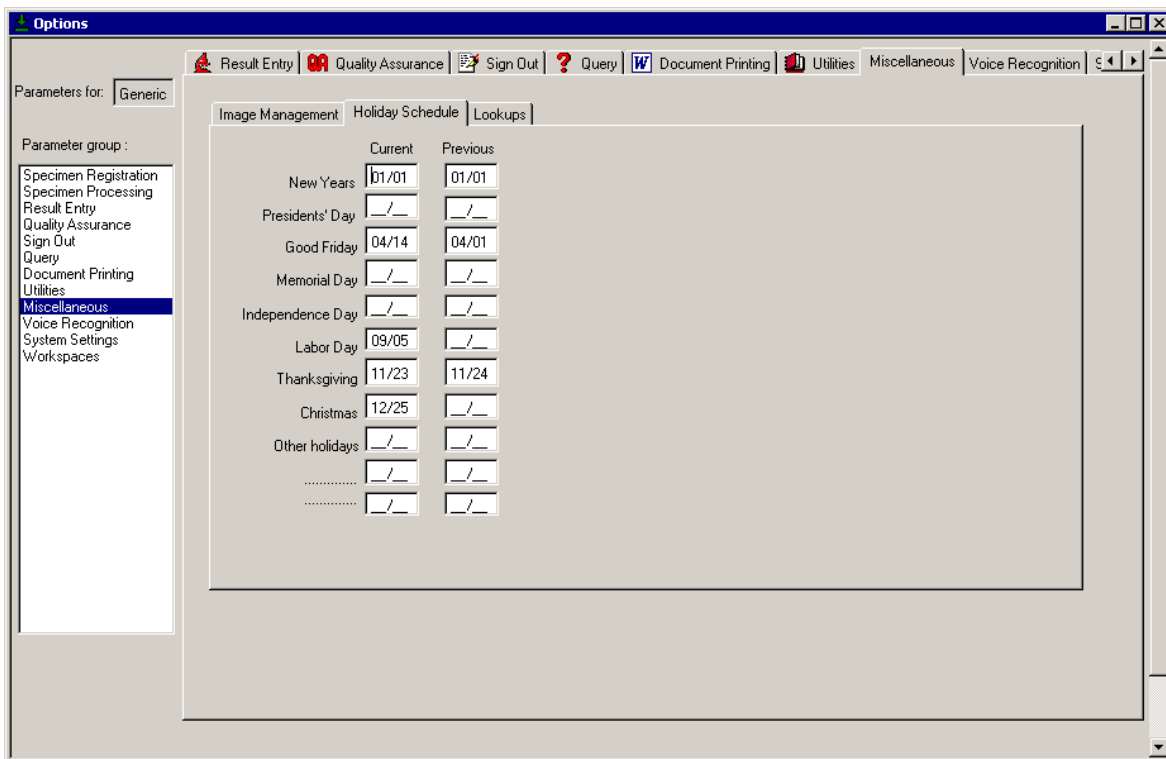 Options
Result Entry Quality Assurance Sign Out Query Document Printing Utilities Miscellaneous Voice Recognition
Parameters for: Generic
Image Management Holiday Schedule Lookups
Parameter group :
Specimen Registration
Specimen Processing
Result Entry
Quality Assurance
Sign Out
Query
Document Printing
Utilities
Miscellaneous
Voice Recognition
System Settings
Workspaces
Current Previous
New Years 01/01 01/01
Presidents' Day __/__ __/__
Good Friday 04/14 04/01
Memorial Day __/__ __/__
Independence Day __/__ __/__
Labor Day 09/05 __/__
Thanksgiving 11/23 11/24
Christmas 12/25 __/__
Other holidays __/__ __/__
.............. __/__ __/__
.............. __/__ __/__